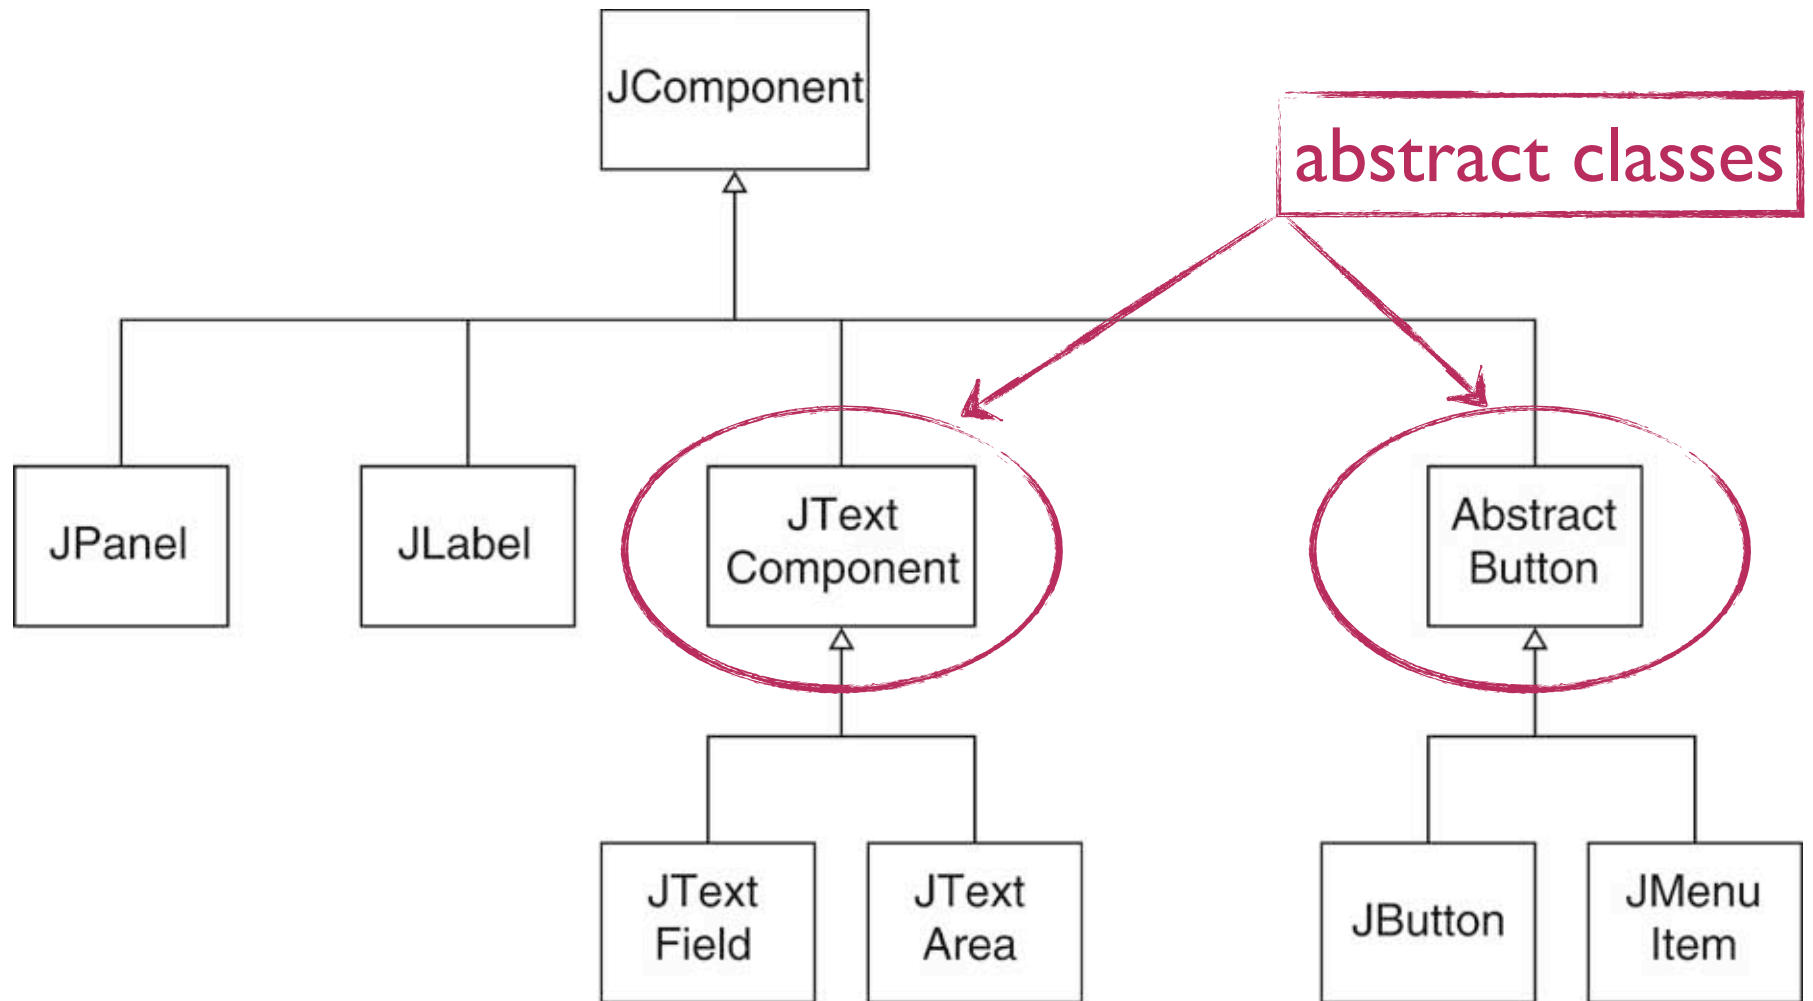 JComponent
abstract classes
JPanel
JLabel
JText
Component
Abstract
Button
JText
Field
JText
Area
JButton
JMenu
Item